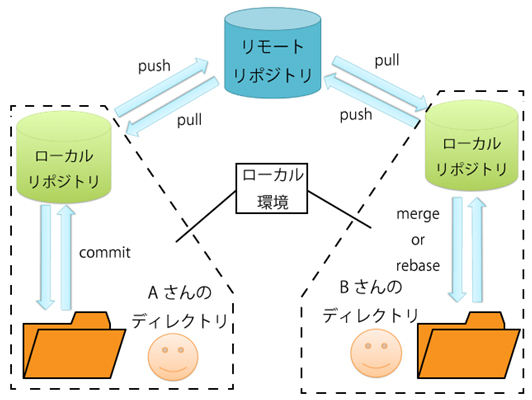 リモート
リポジトリ
push
pull
pull
push
ローカル
リポジトリ
ローカル
リポジトリ
ローカル
環境
commit
merge
or
rebase
Aさんの
ディレクトリ
Bさんの
ディレクトリ